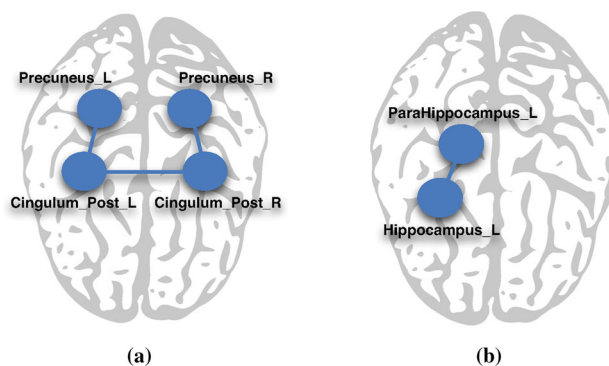 Precuneus_L Precuneus_R
Cingulum_Post_L Cingulum_Post_R
(a)
ParaHippocampus_L
Hippocampus_L
(b)